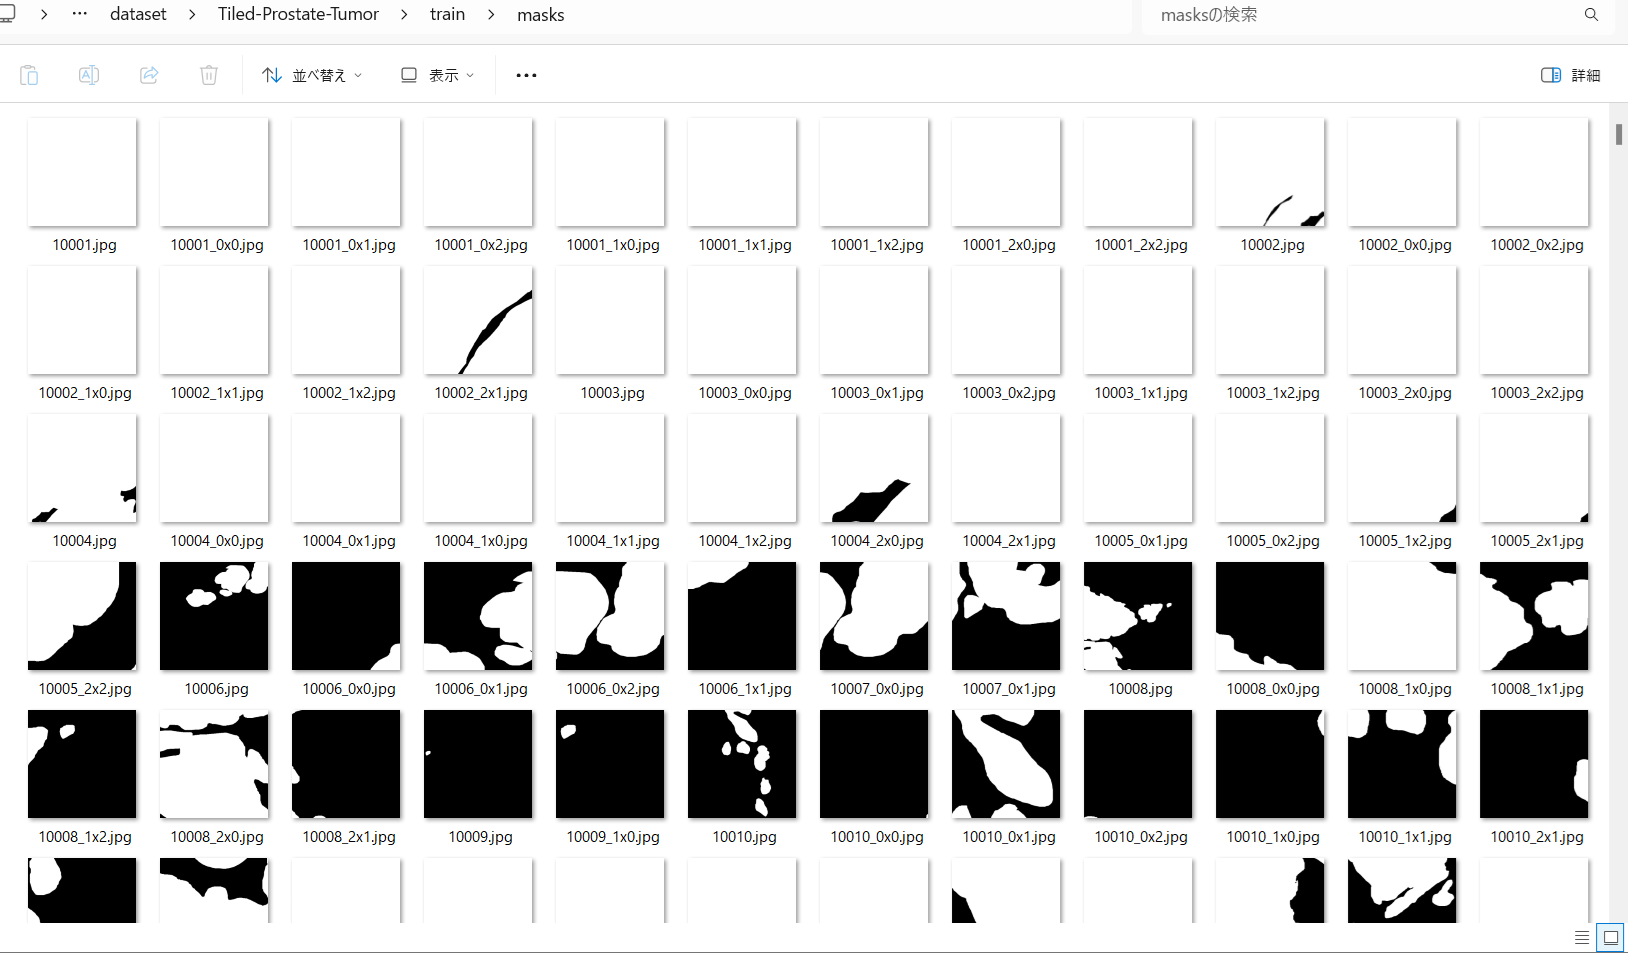 dataset > Tiled-Prostate-Tumor > train > masks
masksの検索
並べ替え
表示
詳細
10001.jpg 10001_0x0.jpg 10001_0x1.jpg 10001_0x2.jpg 10001_1x0.jpg 10001_1x1.jpg 10001_1x2.jpg 10001_2x0.jpg 10001_2x2.jpg 10002.jpg 10002_0x0.jpg 10002_0x2.jpg
10002_1x0.jpg 10002_1x1.jpg 10002_1x2.jpg 10002_2x1.jpg 10003.jpg 10003_0x0.jpg 10003_0x1.jpg 10003_0x2.jpg 10003_1x1.jpg 10003_1x2.jpg 10003_2x0.jpg 10003_2x2.jpg
10004.jpg 10004_0x0.jpg 10004_0x1.jpg 10004_1x0.jpg 10004_1x1.jpg 10004_1x2.jpg 10004_2x0.jpg 10004_2x1.jpg 10005_0x1.jpg 10005_0x2.jpg 10005_1x2.jpg 10005_2x1.jpg
10005_2x2.jpg 10006.jpg 10006_0x0.jpg 10006_0x1.jpg 10006_0x2.jpg 10006_1x1.jpg 10007_0x0.jpg 10007_0x1.jpg 10008.jpg 10008_0x0.jpg 10008_1x0.jpg 10008_1x1.jpg
10008_1x2.jpg 10008_2x0.jpg 10008_2x1.jpg 10009.jpg 10009_1x0.jpg 10010.jpg 10010_0x0.jpg 10010_0x1.jpg 10010_0x2.jpg 10010_1x0.jpg 10010_1x1.jpg 10010_2x1.jpg